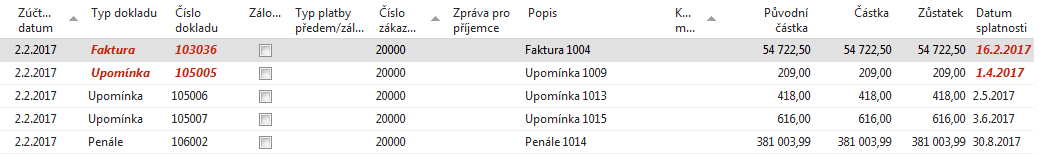 Zúčt... Typ dokladu Číslo Zálo... Typ platby Číslo Zpráva pro Popis K... Původní Částka Zůstatek Datum
datum dokladu předem/zál... zákaz... příjemce m... částka splatnosti
2.2.2017 Faktura 103036 20000 Faktura 1004 54 722,50 54 722,50 54 722,50 16.2.2017
2.2.2017 Upomínka 105005 20000 Upomínka 1009 209,00 209,00 209,00 1.4.2017
2.2.2017 Upomínka 105006 20000 Upomínka 1013 418,00 418,00 418,00 2.5.2017
2.2.2017 Upomínka 105007 20000 Upomínka 1015 616,00 616,00 616,00 3.6.2017
2.2.2017 Penále 106002 20000 Penále 1014 381 003,99 381 003,99 381 003,99 30.8.2017